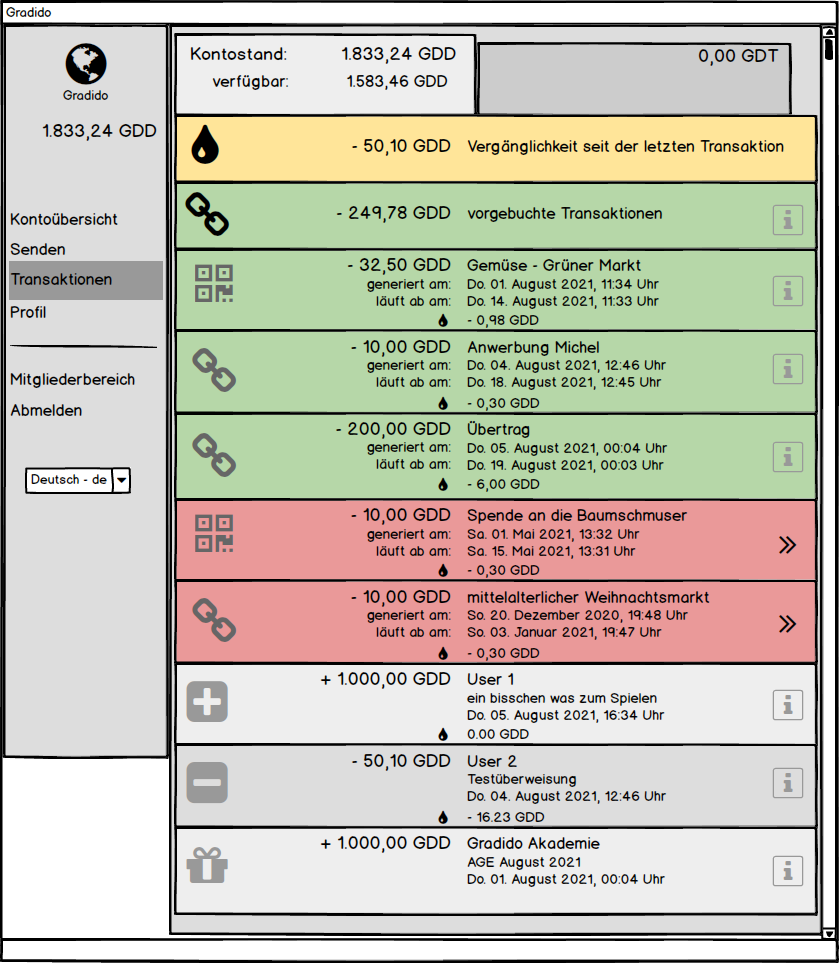 Gradido
Gradido
1.833,24 GDD
Kontoübersicht
Senden
Transaktionen
Profil
Mitgliederbereich
Abmelden
Deutsch - de
Kontostand: 1.833,24 GDD
verfügbar: 1.583,46 GDD
0,00 GDT
- 50,10 GDD Vergänglichkeit seit der letzten Transaktion
- 249,78 GDD vorgebuchte Transaktionen
- 32,50 GDD Gemüse - Grüner Markt
generiert am: Do. 01. August 2021, 11:34 Uhr
läuft ab am: Do. 14. August 2021, 11:33 Uhr
- 0,98 GDD
- 10,00 GDD Anwerbung Michel
generiert am: Do. 04. August 2021, 12:46 Uhr
läuft ab am: Do. 18. August 2021, 12:45 Uhr
- 0,30 GDD
- 200,00 GDD Übertrag
generiert am: Do. 05. August 2021, 00:04 Uhr
läuft ab am: Do. 19. August 2021, 00:03 Uhr
- 6,00 GDD
- 10,00 GDD Spende an die Baumschmuser
generiert am: Sa. 01. Mai 2021, 13:32 Uhr
läuft ab am: Sa. 15. Mai 2021, 13:31 Uhr
- 0,30 GDD
- 10,00 GDD mittelalterlicher Weihnachtsmarkt
generiert am: So. 20. Dezember 2020, 19:48 Uhr
läuft ab am: So. 03. Januar 2021, 19:47 Uhr
- 0,30 GDD
+ 1.000,00 GDD User 1
ein bisschen was zum Spielen
Do. 05. August 2021, 16:34 Uhr
0.00 GDD
- 50,10 GDD User 2
Testüberweisung
Do. 04. August 2021, 12:46 Uhr
- 16.23 GDD
+ 1.000,00 GDD Gradido Akademie
AGE August 2021
Do. 01. August 2021, 00:04 Uhr